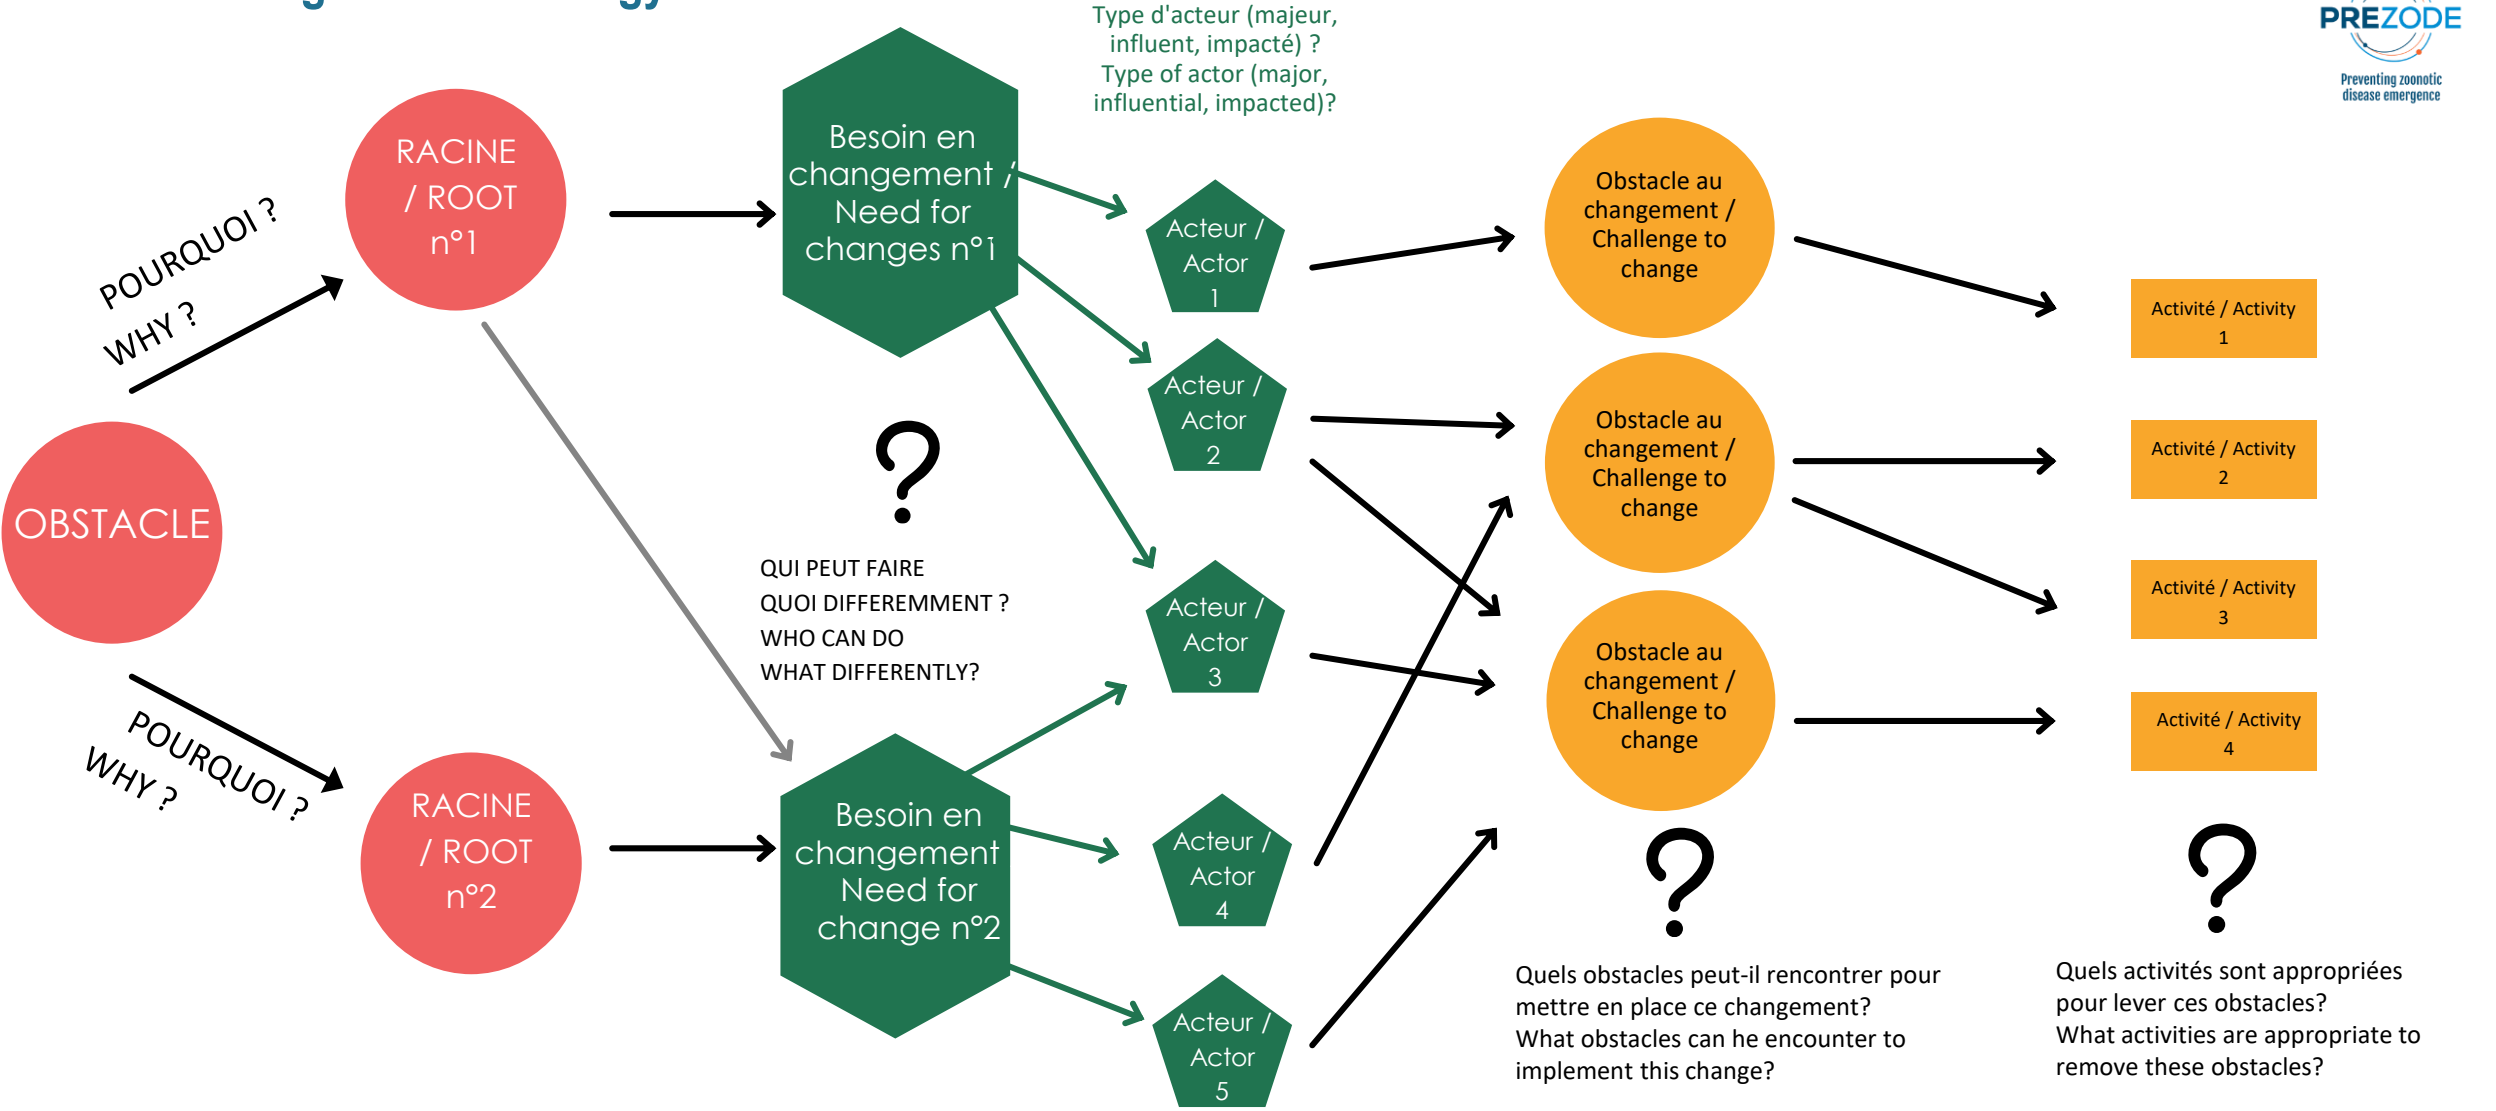 Type d'acteur (majeur,
influent, impacté) ?
Type of actor (major,
influential, impacted)?
PREZODE
Preventing zoonotic
disease emergence
POURQUOI ?
WHY ?
RACINE
/ ROOT
n°1
Besoin en
changement /
Need for
changes n°1
Acteur /
Actor
1
Obstacle au
changement /
Challenge to
change
Activité / Activity
1
OBSTACLE
Acteur /
Actor
2
Obstacle au
changement /
Challenge to
change
Activité / Activity
2
QUI PEUT FAIRE
QUOI DIFFEREMMENT ?
WHO CAN DO
WHAT DIFFERENTLY?
Acteur /
Actor
3
Obstacle au
changement /
Challenge to
change
Activité / Activity
3
Activité / Activity
4
POURQUOI ?
WHY ?
RACINE
/ ROOT
n°2
Besoin en
changement
Need for
change n°2
Acteur /
Actor
4
Acteur /
Actor
5
?
?
?
Quels obstacles peut-il rencontrer pour
mettre en place ce changement?
What obstacles can he encounter to
implement this change?
Quels activités sont appropriées
pour lever ces obstacles?
What activities are appropriate to
remove these obstacles?